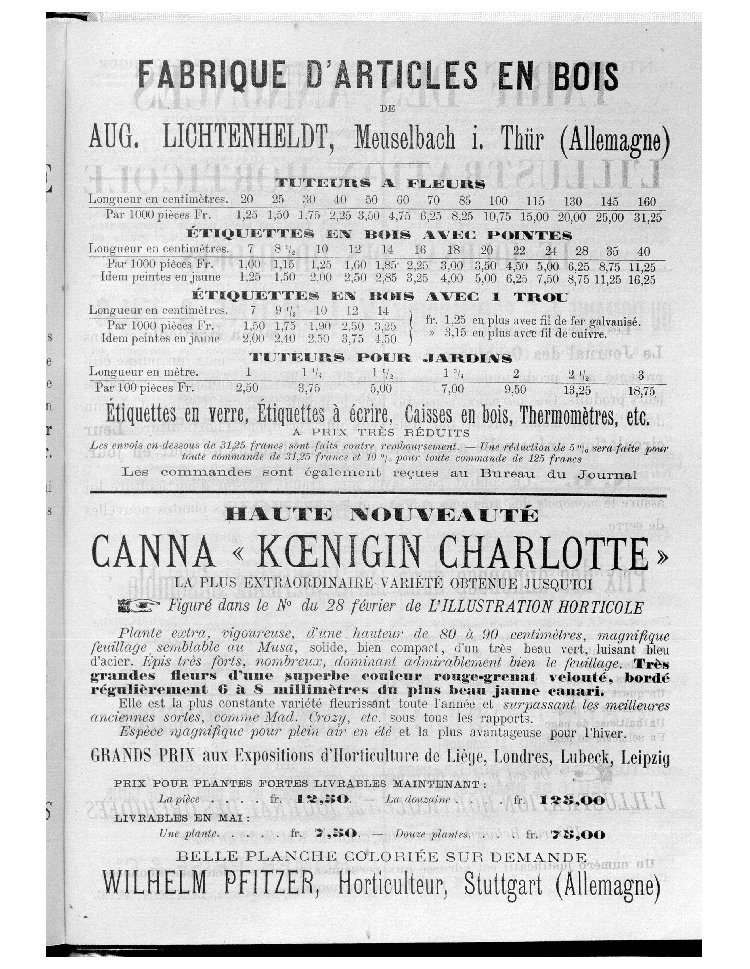 FABRIQUE D'ARTICLES EN BOIS
DE
AUG. LICHTENHELDT, Meuselbach i. Thür (Allemagne)
TUTEURS A FLEURS
Longueur en centimètres. 20 25 30 40 50 60 70 85 100 115 130 145 160
Par 1000 pièces Fr. 1,25 1,50 1,75 2,25 3,50 4,75 6,25 8,25 10,75 15,00 20,00 25,00 31,25
ÉTIQUETTES EN BOIS AVEC POINTES
Longueur en centimètres. 7 8 1/2 10 12 14 16 18 20 22 24 28 35 40
Par 1000 pièces Fr. 1,00 1,15 1,25 1,60 1,85 2,25 3,00 3,50 4,50 5,00 6,25 8,75 11,25
Idem peintes en jaune 1,25 1,50 2,00 2,50 2,85 3,25 4,00 5,00 6,25 7,50 8,75 11,25 16,25
ÉTIQUETTES EN BOIS AVEC 1 TROU
Longueur en centimètres. 7 9 1/2 10 12 14
Par 1000 pièces Fr. 1,50 1,75 1,90 2,50 3,25 fr. 1,25 en plus avec fil de fer galvanisé.
Idem peintes en jaune 2,00 2,40 2,50 3,75 4,50 » 3,15 en plus avec fil de cuivre.
TUTEURS POUR JARDINS
Longueur en mètre. 1 1 1/4 1 1/2 1 3/4 2 2 1/2 3
Par 100 pièces Fr. 2,50 3,75 5,00 7,00 9,50 13,25 18,75
Étiquettes en verre, Étiquettes à écrire, Caisses en bois, Thermomètres, etc.
A PRIX TRÈS RÉDUITS
Les envois en-dessous de 31,25 francs sont faits contre remboursement. — Une réduction de 5 % sera faite pour
toute commande de 31,25 francs et 10 % pour toute commande de 125 francs
Les commandes sont également reçues au Bureau du Journal
HAUTE NOUVEAUTÉ
CANNA « KŒNIGIN CHARLOTTE »
LA PLUS EXTRAORDINAIRE VARIÉTÉ OBTENUE JUSQU'ICI
Figuré dans le No du 28 février de L'ILLUSTRATION HORTICOLE
Plante extra, vigoureuse, d'une hauteur de 80 à 90 centimètres, magnifique
feuillage semblable au Musa, solide, bien compact, d'un très beau vert, luisant bleu
d'acier. Épis très forts, nombreux, dominant admirablement bien le feuillage. Très
grandes fleurs d'une superbe couleur rouge-grenat velouté, bordé
régulièrement 6 à 8 millimètres du plus beau jaune canari.
Elle est la plus constante variété fleurissant toute l'année et surpassant les meilleures
anciennes sortes, comme Mad. Crozy, etc. sous tous les rapports.
Espèce magnifique pour plein air en été et la plus avantageuse pour l'hiver.
GRANDS PRIX aux Expositions d'Horticulture de Liège, Londres, Lubeck, Leipzig
PRIX POUR PLANTES FORTES LIVRABLES MAINTENANT :
La pièce . . . . fr. 12,50. — La douzaine . . . . fr. 125,00
LIVRABLES EN MAI :
Une plante. . . . . fr. 7,50. — Douze plantes. . . . fr. 75,00
BELLE PLANCHE COLORIÉE SUR DEMANDE
WILHELM PFITZER, Horticulteur, Stuttgart (Allemagne)